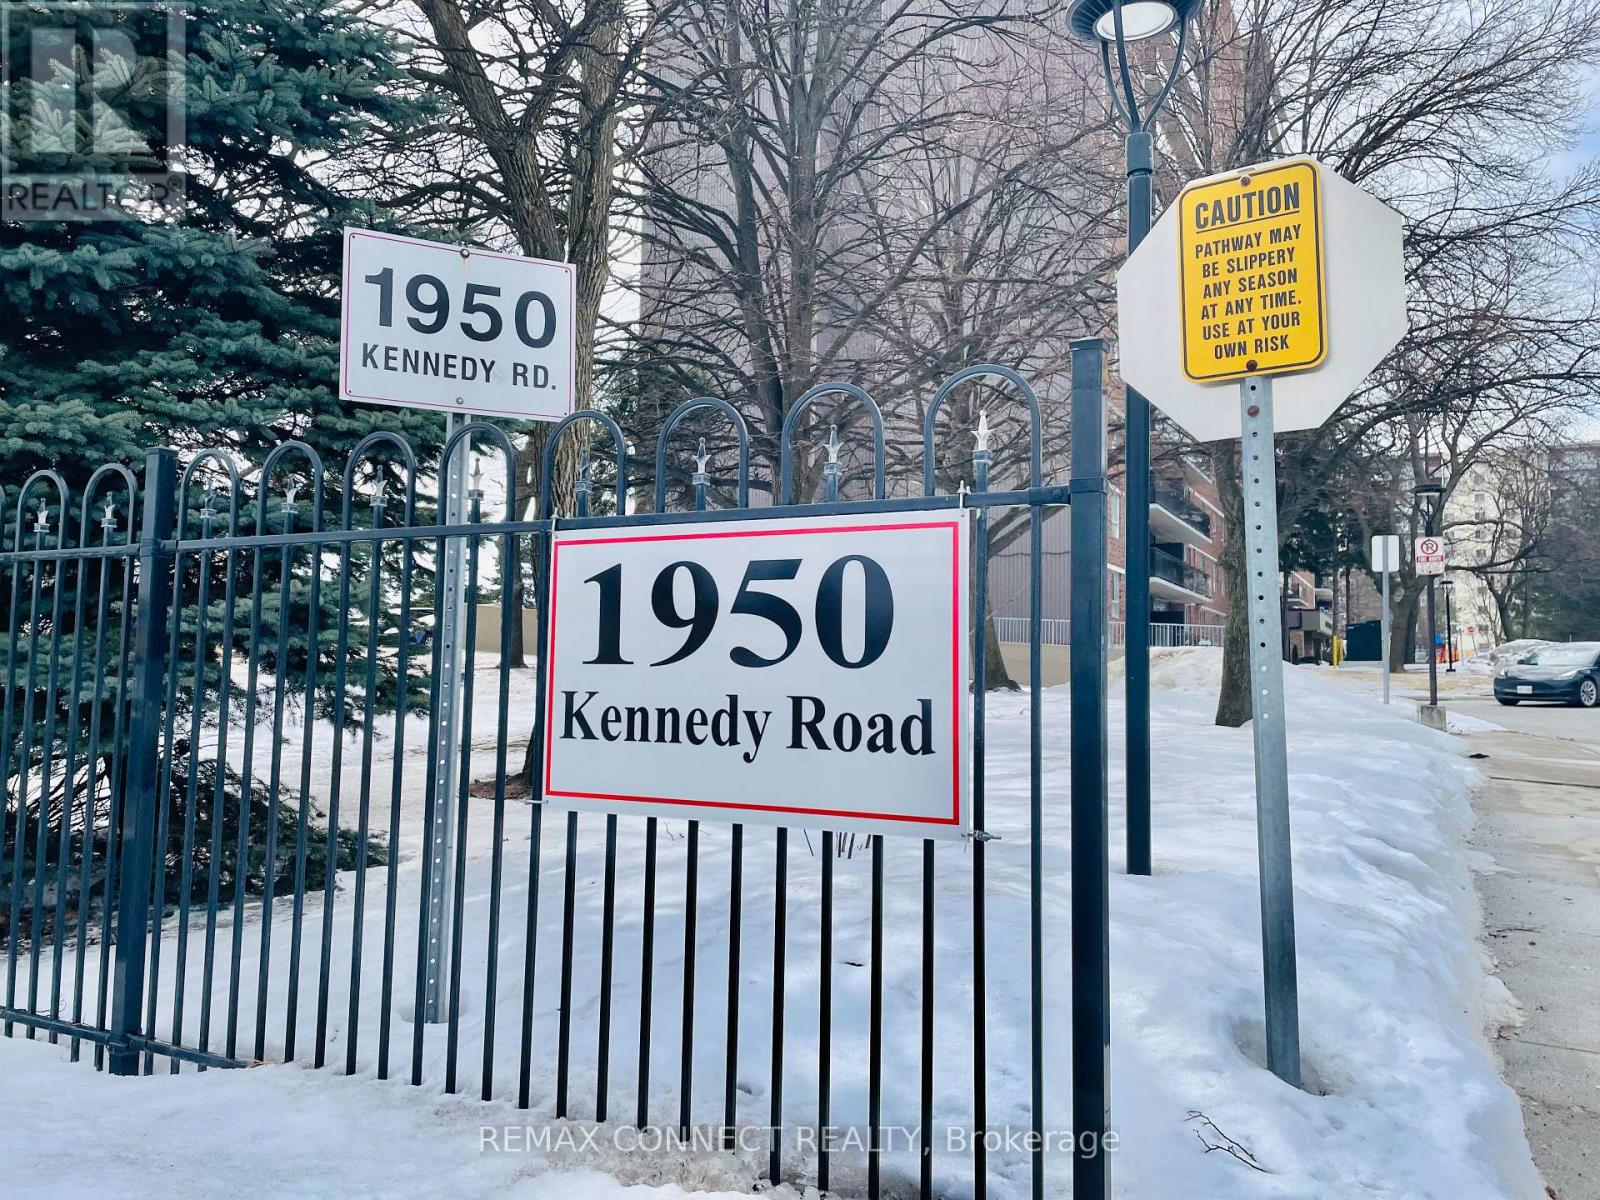 REALTOR®
1950
KENNEDY RD.
CAUTION
PATHWAY MAY
BE SLIPPERY
ANY SEASON
AT ANY TIME.
USE AT YOUR
OWN RISK
1950
Kennedy Road
REMAX CONNECT REALTY, Brokerage